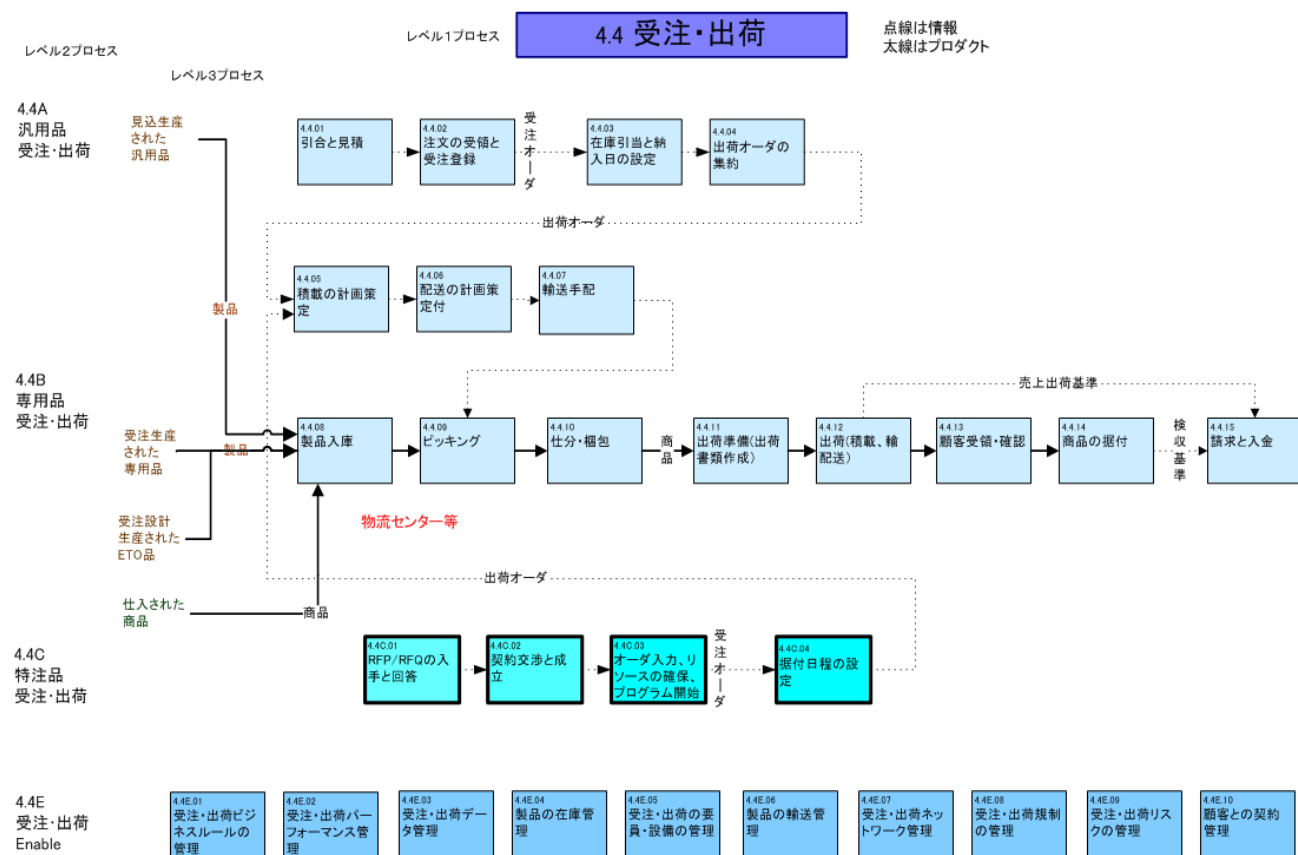 レベル1プロセス
4.4 受注・出荷
点線は情報
太線はプロダクト
レベル2プロセス
レベル3プロセス
4.4A
汎用品
受注・出荷
見込生産
された
汎用品
4.4.01
引合と見積
4.4.02
注文の受領と
受注登録
受注オーダ
4.4.03
在庫引当と納
入日の設定
4.4.04
出荷オーダの
集約
出荷オーダ
4.4.05
積載の計画策
定
4.4.06
配送の計画策
定付
4.4.07
輸送手配
製品
4.4B
専用品
受注・出荷
売上出荷基準
受注生産
された
専用品
製品
4.4.08
製品入庫
4.4.09
ピッキング
4.4.10
仕分・梱包
商品
4.4.11
出荷準備(出荷
書類作成)
4.4.12
出荷(積載、輸
配送)
4.4.13
顧客受領・確認
4.4.14
商品の据付
検収基準
4.4.15
請求と入金
受注設計
生産された
ETO品
物流センター等
出荷オーダ
仕入された
商品
商品
4.4C
特注品
受注・出荷
4.4C.01
RFP/RFQの入
手と回答
4.4C.02
契約交渉と成
立
4.4C.03
オーダ入力、リ
ソースの確保、
プログラム開始
受注オーダ
4.4C.04
据付日程の設
定
4.4E
受注・出荷
Enable
4.4E.01
受注・出荷ビジ
ネスルールの
管理
4.4E.02
受注・出荷パー
フォーマンス管
理
4.4E.03
受注・出荷デー
タ管理
4.4E.04
製品の在庫管
理
4.4E.05
受注・出荷の要
員・設備の管理
4.4E.06
製品の輸送管
理
4.4E.07
受注・出荷ネッ
トワーク管理
4.4E.08
受注・出荷規制
の管理
4.4E.09
受注・出荷リス
クの管理
4.4E.10
顧客との契約
管理